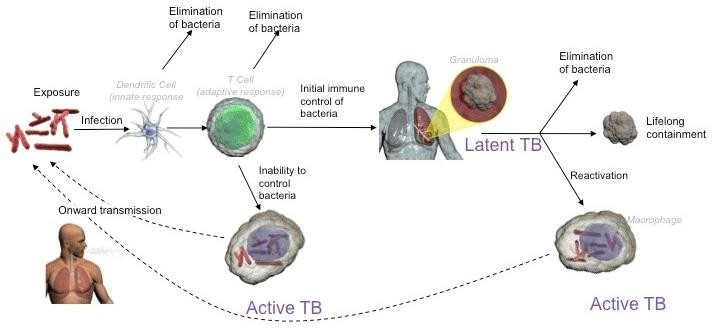 Elimination
of bacteria
Elimination
of bacteria
Exposure
Dendritic Cell
(innate response
T Cell
(adaptive response)
Infection
Initial immune
control of
bacteria
Granuloma
Elimination
of bacteria
Latent TB
Lifelong
containment
Inability to
control
bacteria
Reactivation
Onward transmission
Macrophage
Active TB
Active TB